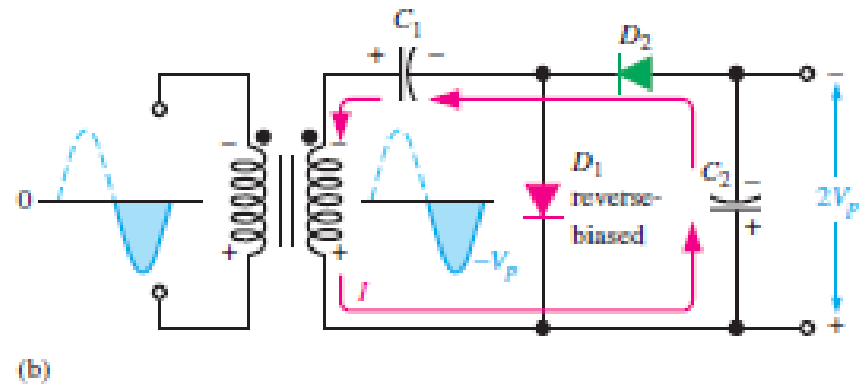 C1
D2
+ −
−
− −
D1
reverse-
biased
C2 −
+
2Vp
0
+ +
−Vp
I
+
(b)